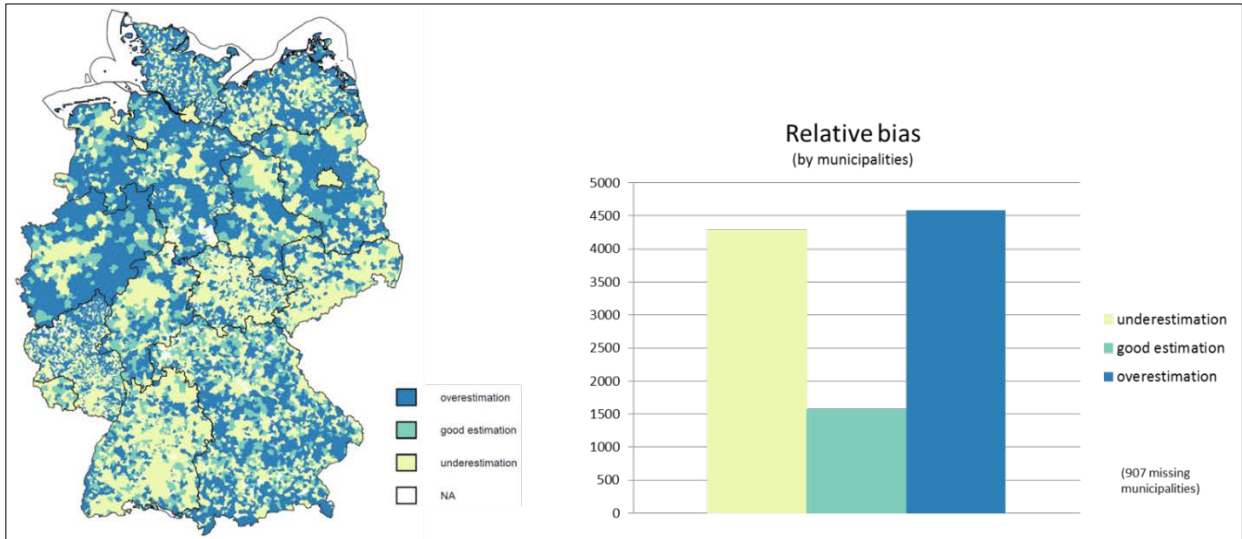 overestimation
good estimation
underestimation
NA
Relative bias
(by municipalities)
5000
4500
4000
3500
3000
2500
2000
1500
1000
500
0
underestimation
good estimation
overestimation
(907 missing
municipalities)